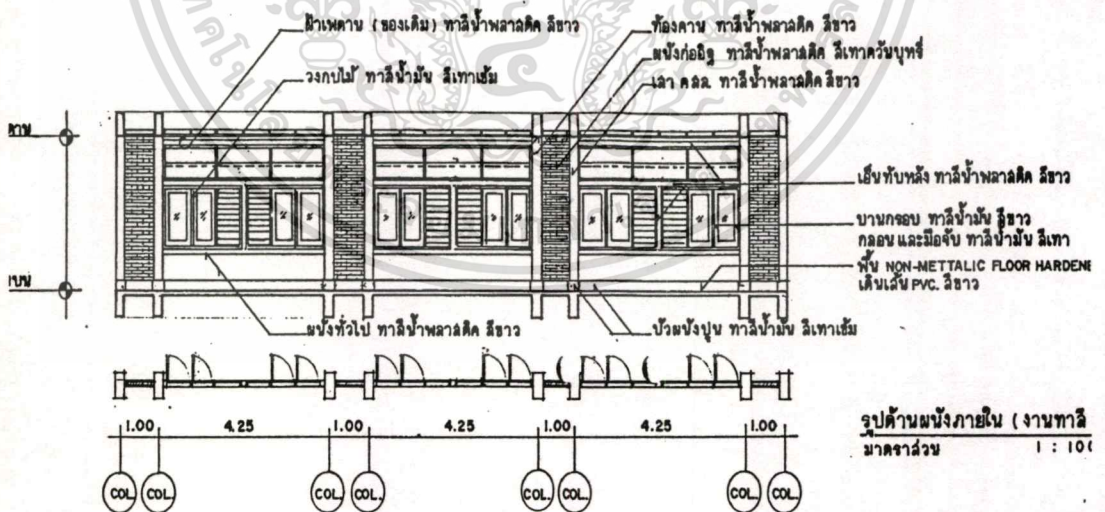 ฝ้าเพดาน (ของเดิม) ทาสีน้ำพลาสติค สีขาว
วงกบไม้ ทาสีน้ำมัน สีเทาเข้ม
ท้องคาน ทาสีน้ำพลาสติค สีขาว
ผนังก่ออิฐ ทาสีน้ำพลาสติค สีเทาควันบุหรี่
เสา คสล. ทาสีน้ำพลาสติค สีขาว
เอ็นทับหลัง ทาสีน้ำพลาสติค สีขาว
บานกรอบ ทาสีน้ำมัน สีขาว
กลอน และมือจับ ทาสีน้ำมัน สีเทา
พื้น NON-METTALIC FLOOR HARDENE
เดินเส้น PVC. สีขาว
ผนังทั่วไป ทาสีน้ำพลาสติค สีขาว
บัวผนังปูน ทาสีน้ำมัน สีเทาเข้ม
1.00 4.25 1.00 4.25 1.00 4.25 1.00
COL. COL. COL. COL. COL. COL. COL. COL.
รูปด้านผนังภายใน (งานทาสี
มาตราส่วน 1 : 100